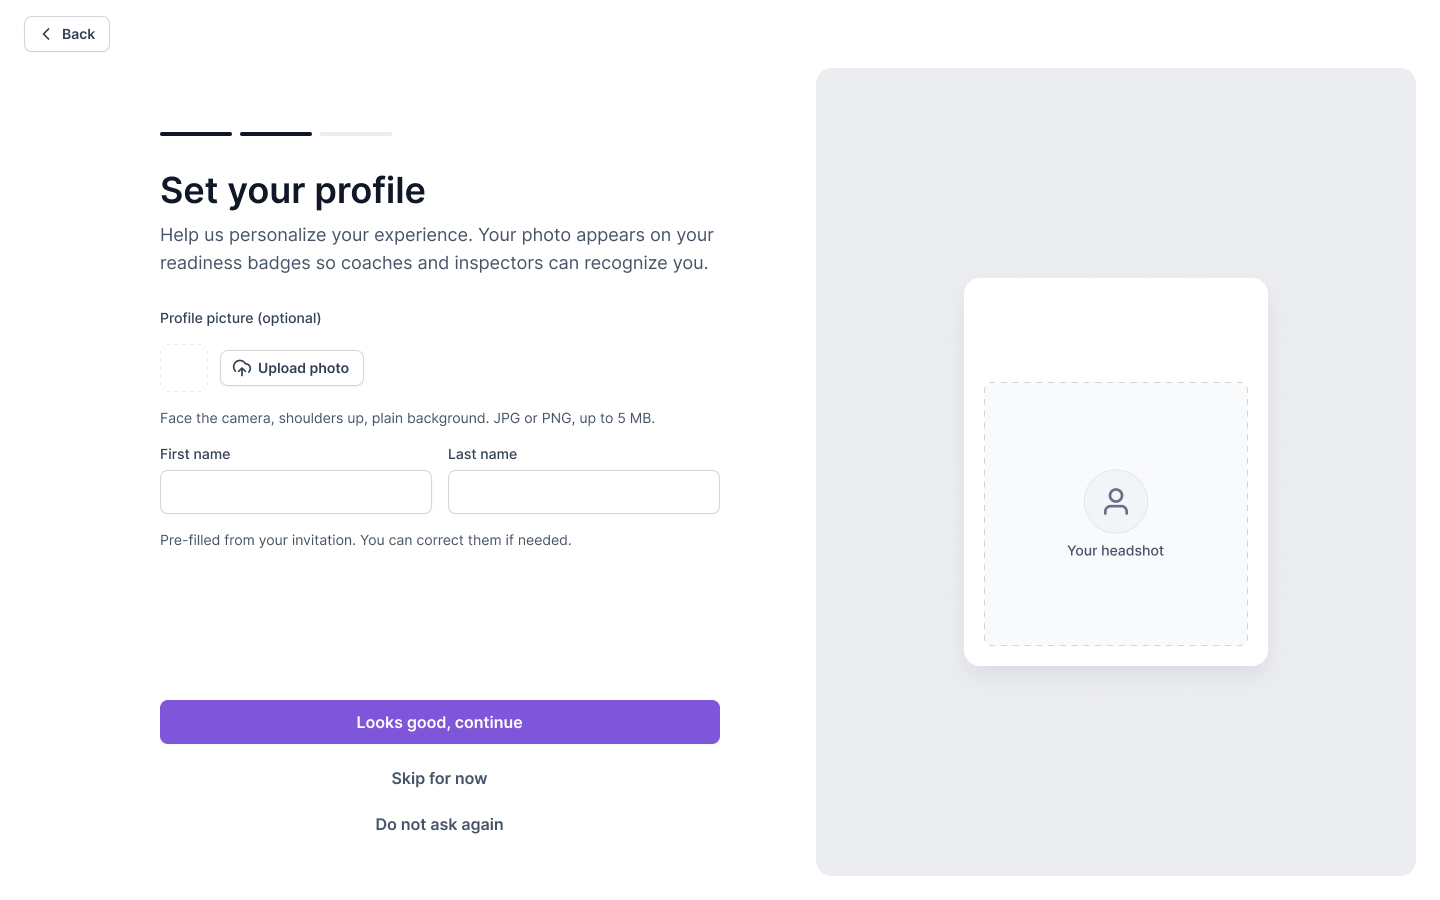 Back
Set your profile
Help us personalize your experience. Your photo appears on your
readiness badges so coaches and inspectors can recognize you.
Profile picture (optional)
Upload photo
Face the camera, shoulders up, plain background. JPG or PNG, up to 5 MB.
First name
Last name
Pre-filled from your invitation. You can correct them if needed.
Looks good, continue
Skip for now
Do not ask again
Your headshot